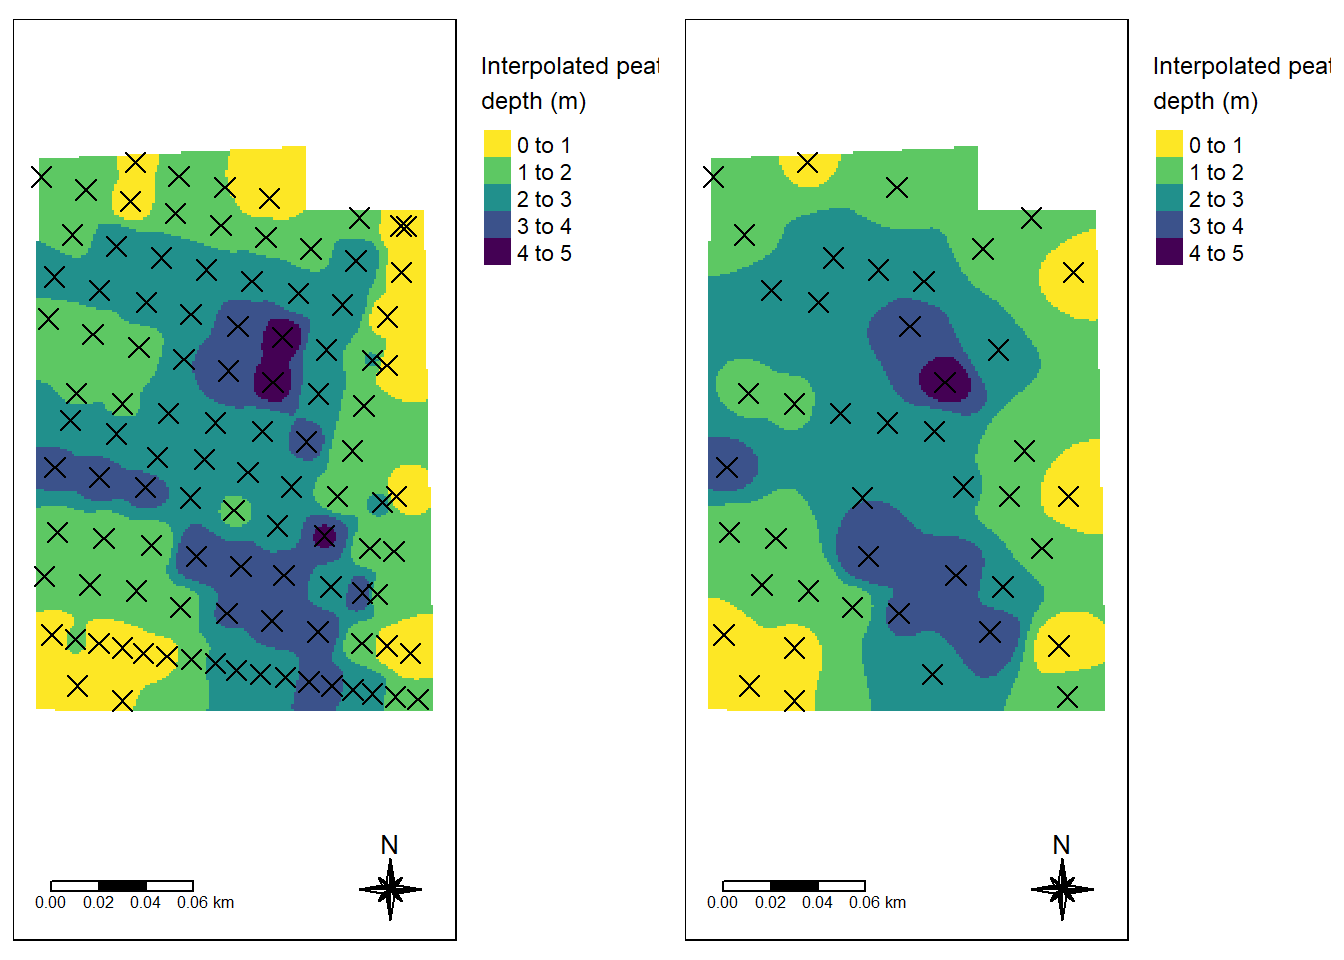 Interpolated peat
depth (m)
0 to 1
1 to 2
2 to 3
3 to 4
4 to 5
N
0.00 0.02 0.04 0.06 km
Interpolated peat
depth (m)
0 to 1
1 to 2
2 to 3
3 to 4
4 to 5
N
0.00 0.02 0.04 0.06 km